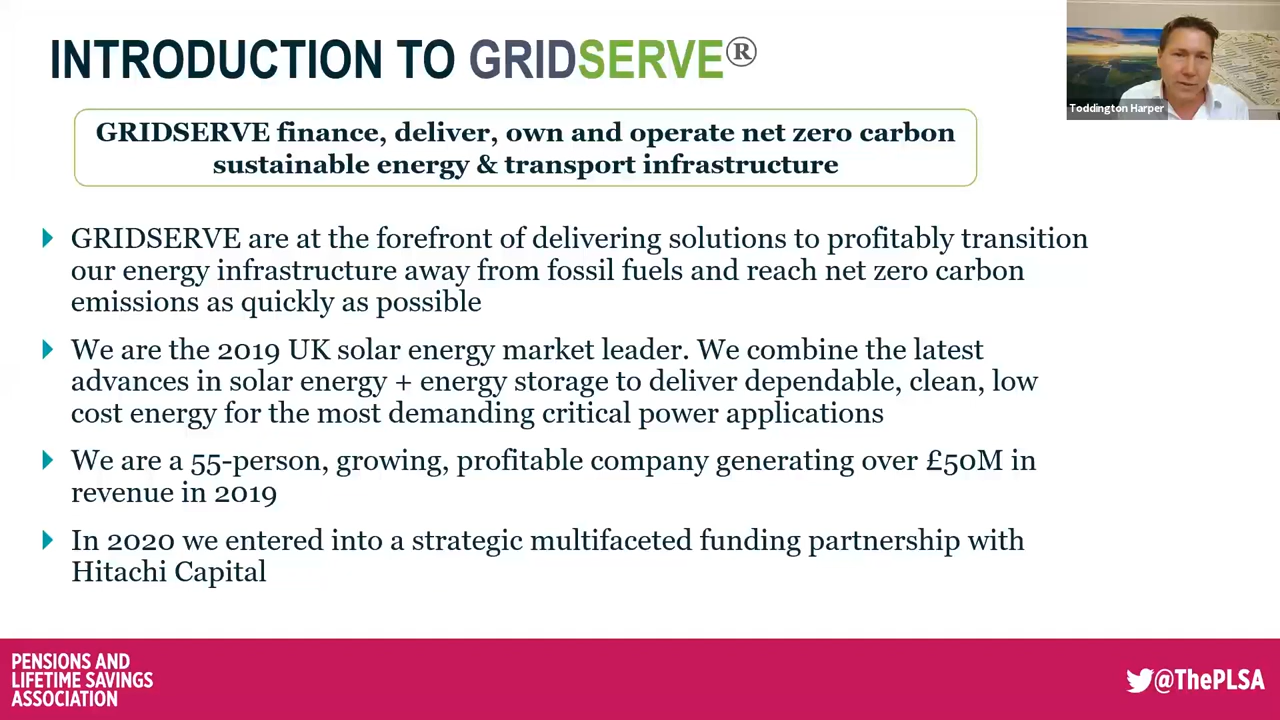 INTRODUCTION TO GRIDSERVE®
Toddington Harper
GRIDSERVE finance, deliver, own and operate net zero carbon
sustainable energy & transport infrastructure
GRIDSERVE are at the forefront of delivering solutions to profitably transition
our energy infrastructure away from fossil fuels and reach net zero carbon
emissions as quickly as possible
We are the 2019 UK solar energy market leader. We combine the latest
advances in solar energy + energy storage to deliver dependable, clean, low
cost energy for the most demanding critical power applications
We are a 55-person, growing, profitable company generating over £50M in
revenue in 2019
In 2020 we entered into a strategic multifaceted funding partnership with
Hitachi Capital
PENSIONS AND
LIFETIME SAVINGS
ASSOCIATION
@ThePLSA